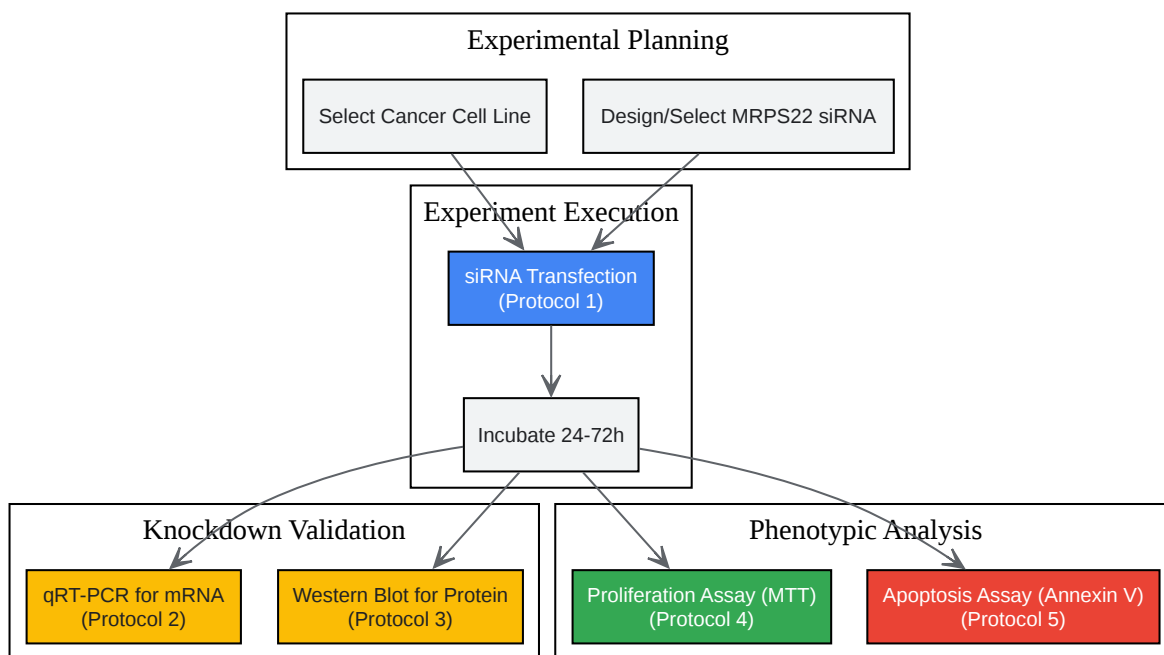 Experimental Planning
Select Cancer Cell Line
Design/Select MRPS22 siRNA
Experiment Execution
siRNA Transfection
(Protocol 1)
Incubate 24-72h
Knockdown Validation
qRT-PCR for mRNA
(Protocol 2)
Western Blot for Protein
(Protocol 3)
Phenotypic Analysis
Proliferation Assay (MTT)
(Protocol 4)
Apoptosis Assay (Annexin V)
(Protocol 5)